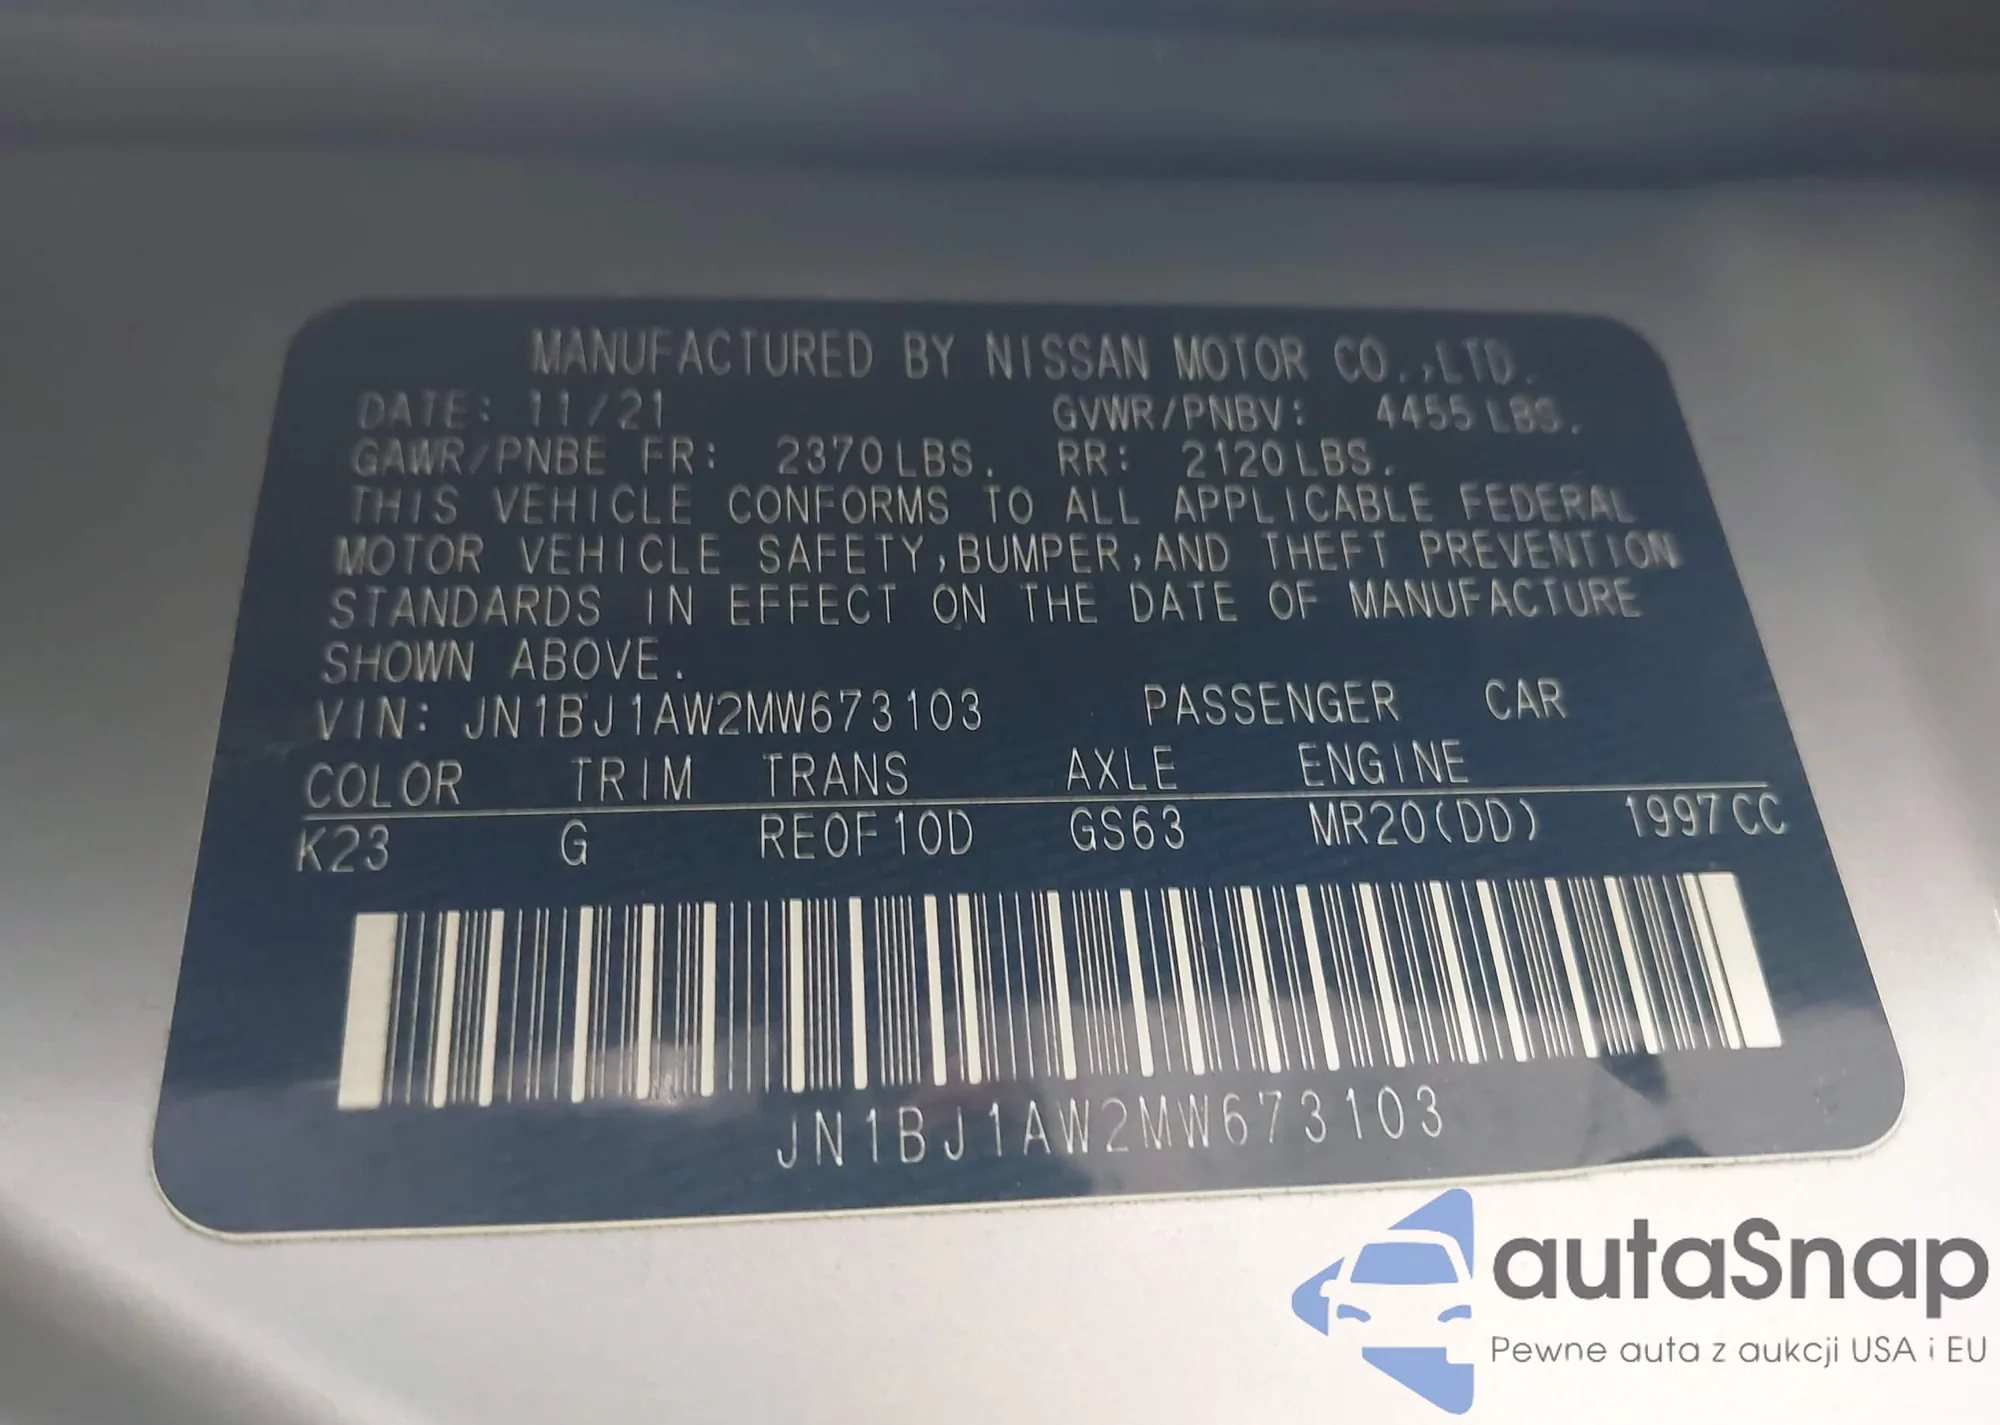 MANUFACTURED BY NISSAN MOTOR CO.,LTD.
DATE: 11/21 GVWR/PNBV: 4455 LBS.
GAWR/PNBE FR: 2370 LBS. RR: 2120 LBS.
THIS VEHICLE CONFORMS TO ALL APPLICABLE FEDERAL
MOTOR VEHICLE SAFETY,BUMPER,AND THEFT PREVENTION
STANDARDS IN EFFECT ON THE DATE OF MANUFACTURE
SHOWN ABOVE.
VIN: JN1BJ1AW2MW673103 PASSENGER CAR
COLOR TRIM TRANS AXLE ENGINE
K23 G RE0F10D GS63 MR20(DD) 1997 CC
JN1BJ1AW2MW673103
autaSnap
Pewne auta z aukcji USA i EU